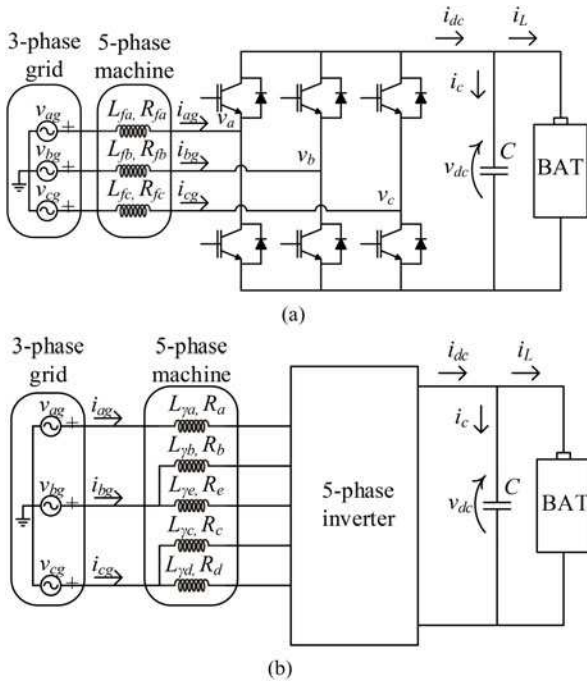 3-phase grid
5-phase machine
v_ag +
L_fa, R_fa
i_ag
v_a
v_bg +
L_fb, R_fb
i_bg
v_b
v_cg +
L_fc, R_fc
i_cg
v_c
i_dc
i_L
i_c
v_dc
C
BAT
(a)
3-phase grid
5-phase machine
v_ag +
i_ag
L_γa, R_a
L_γb, R_b
v_bg +
i_bg
L_γe, R_e
L_γc, R_c
v_cg +
i_cg
L_γd, R_d
5-phase inverter
i_dc
i_L
i_c
v_dc
C
BAT
(b)